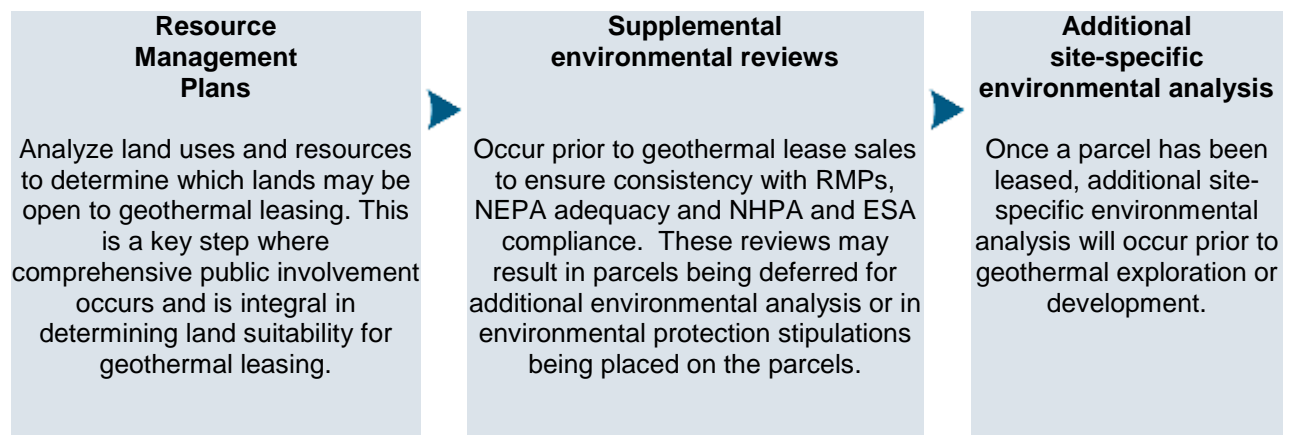 Resource
Management
Plans
Analyze land uses and resources
to determine which lands may be
open to geothermal leasing. This
is a key step where
comprehensive public involvement
occurs and is integral in
determining land suitability for
geothermal leasing.
Supplemental
environmental reviews
Occur prior to geothermal lease sales
to ensure consistency with RMPs,
NEPA adequacy and NHPA and ESA
compliance.  These reviews may
result in parcels being deferred for
additional environmental analysis or in
environmental protection stipulations
being placed on the parcels.
Additional
site-specific
environmental analysis
Once a parcel has been
leased, additional site-
specific environmental
analysis will occur prior to
geothermal exploration or
development.